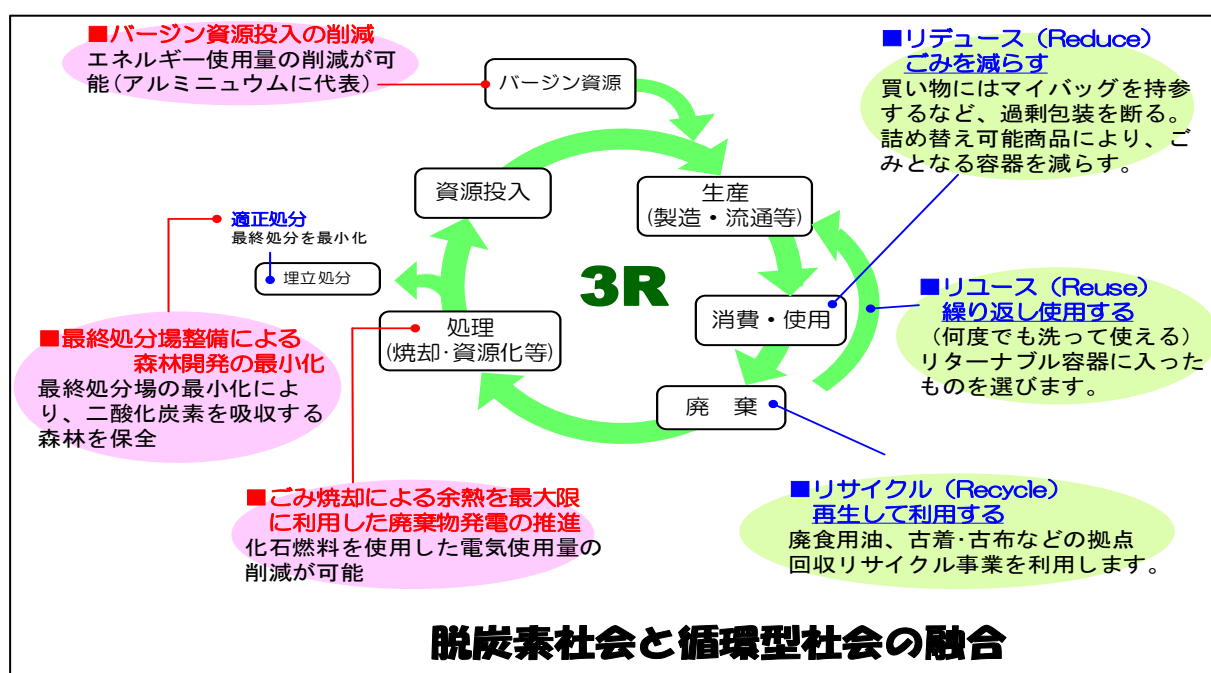 ■バージン資源投入の削減
エネルギー使用量の削減が可
能(アルミニュウムに代表)
バージン資源
■リデュース（Reduce）
ごみを減らす
買い物にはマイバッグを持参
するなど、過剰包装を断る。
詰め替え可能商品により、ご
みとなる容器を減らす。
資源投入
生産
(製造・流通等)
適正処分
最終処分を最小化
埋立処分
3R
■リユース（Reuse）
繰り返し使用する
（何度でも洗って使える）
リターナブル容器に入った
ものを選びます。
消費・使用
処理
(焼却･資源化等)
■最終処分場整備による
森林開発の最小化
最終処分場の最小化によ
り、二酸化炭素を吸収する
森林を保全
廃　棄
■ごみ焼却による余熱を最大限
に利用した廃棄物発電の推進
化石燃料を使用した電気使用量の
削減が可能
■リサイクル（Recycle）
再生して利用する
廃食用油、古着･古布などの拠点
回収リサイクル事業を利用します。
脱炭素社会と循環型社会の融合